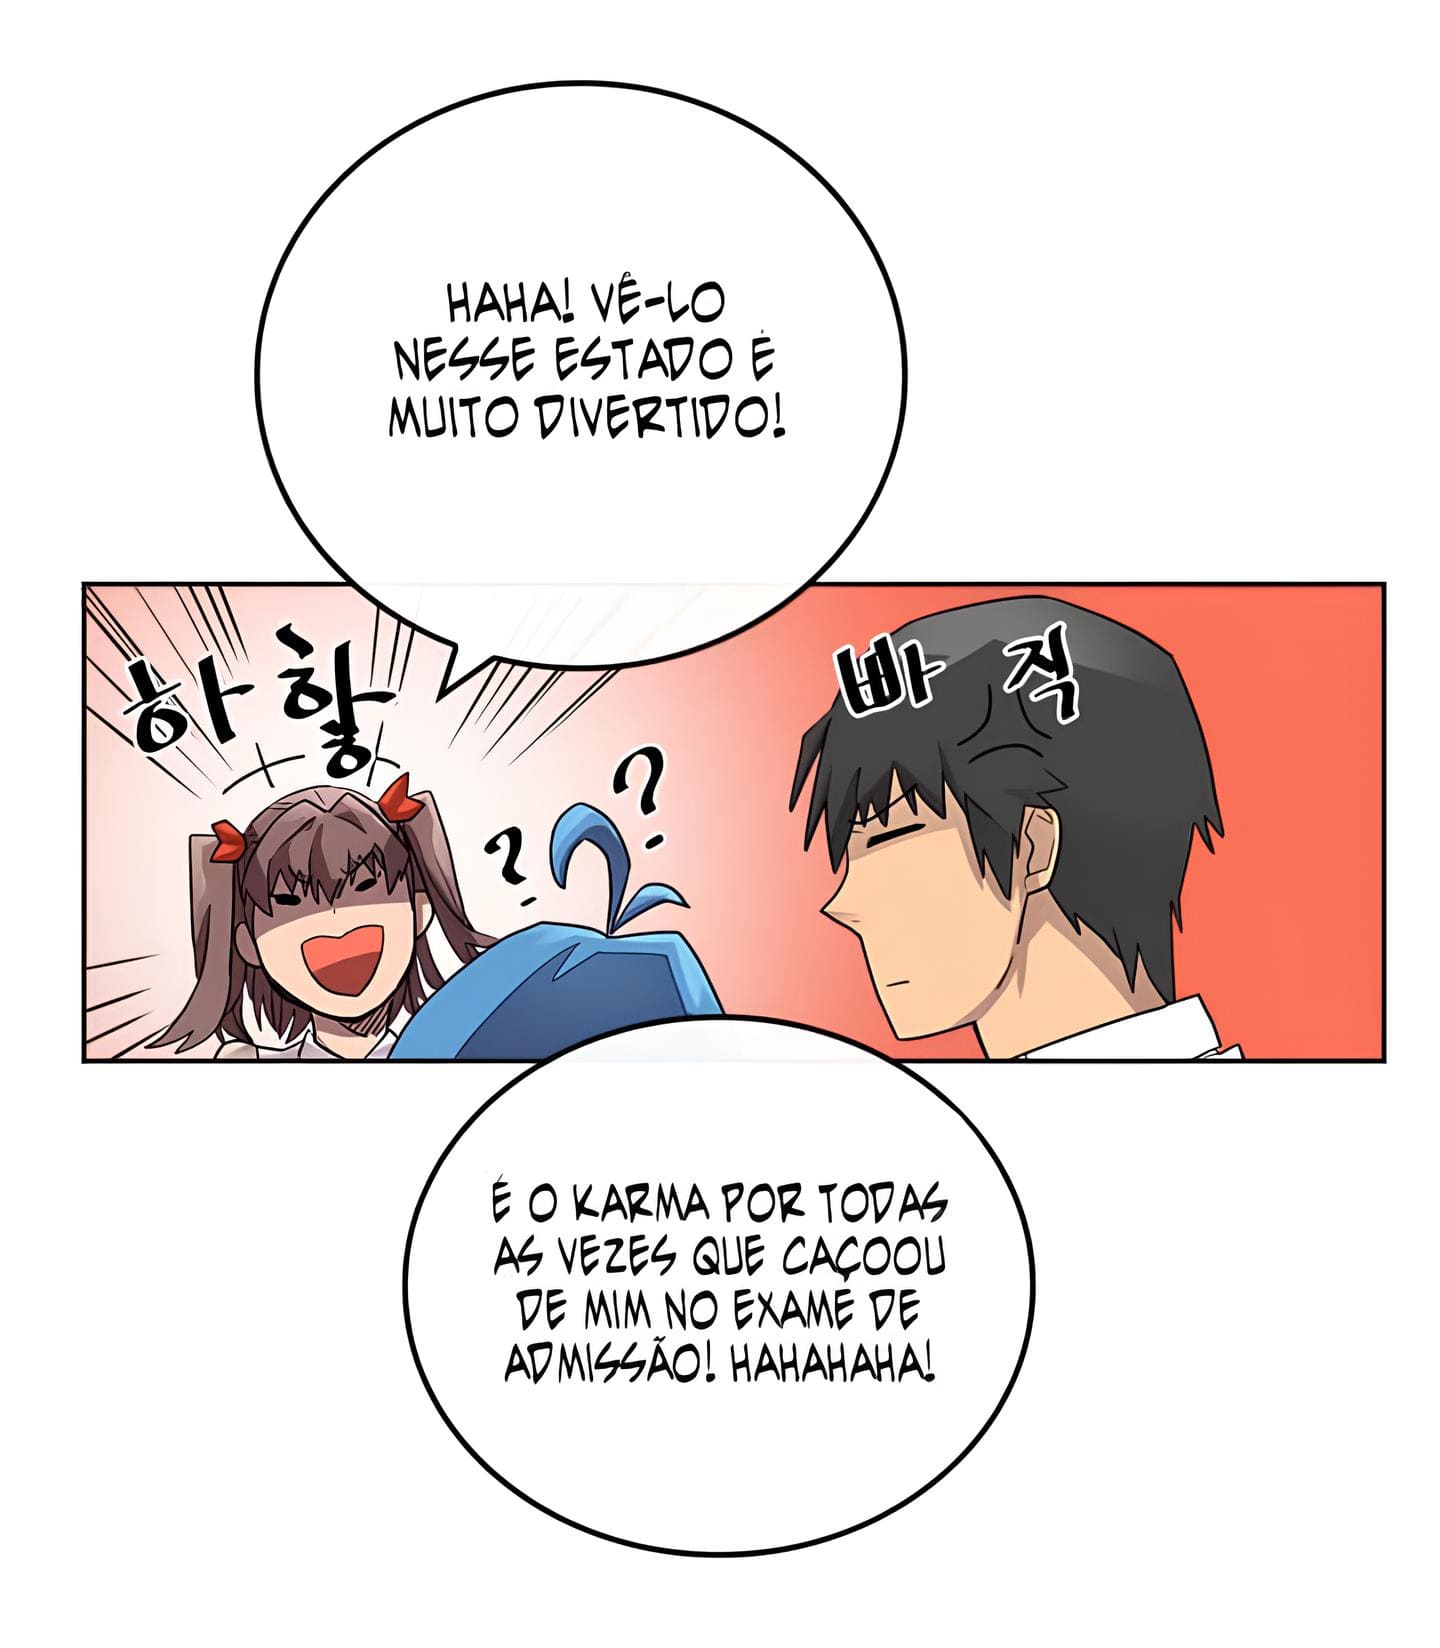 HAHA! VÊ-LO
NESSE ESTADO É
MUITO DIVERTIDO!
하핳
빠직
?
?
É O KARMA POR TODAS
AS VEZES QUE CAÇOOU
DE MIM NO EXAME DE
ADMISSÃO! HAHAHAHA!